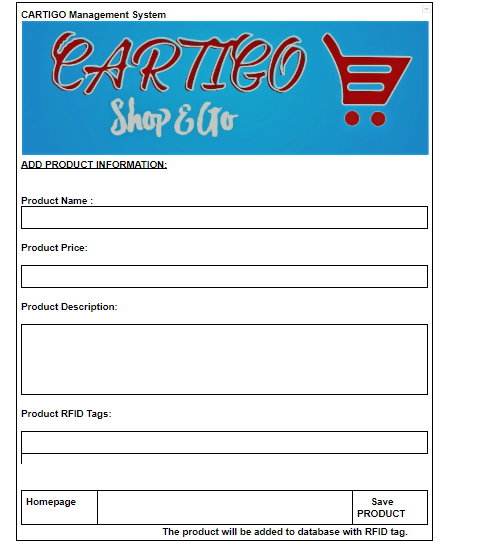 CARTIGO Management System
CARTIGO
Shop & Go
ADD PRODUCT INFORMATION:
Product Name :
Product Price:
Product Description:
Product RFID Tags:
Homepage
Save
PRODUCT
The product will be added to database with RFID tag.